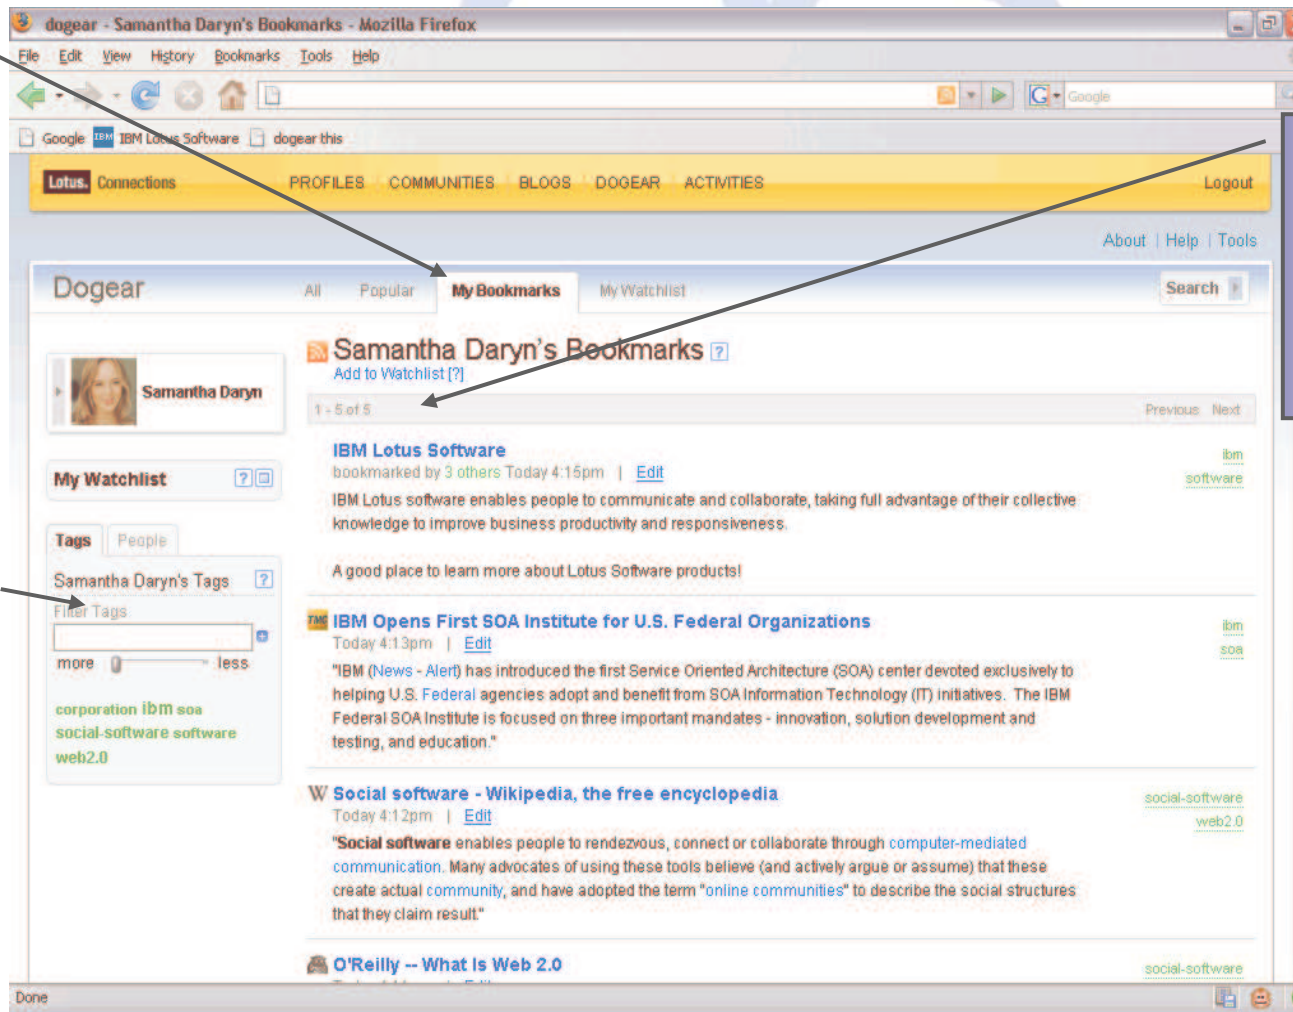 dogear - Samantha Daryn's Bookmarks - Mozilla Firefox
File Edit View History Bookmarks Tools Help
G Google
Google IBM IBM Lotus Software dogear this
Lotus. Connections PROFILES COMMUNITIES BLOGS DOGEAR ACTIVITIES Logout
About | Help | Tools
Dogear All Popular My Bookmarks My Watchlist Search
Samantha Daryn
My Watchlist ?
Tags People
Samantha Daryn's Tags ?
Filter Tags
more less
corporation ibm soa
social-software software
web2.0
Samantha Daryn's Bookmarks ?
Add to Watchlist [?]
1 - 5 of 5 Previous Next
IBM Lotus Software ibm
bookmarked by 3 others Today 4:15pm | Edit software
IBM Lotus software enables people to communicate and collaborate, taking full advantage of their collective
knowledge to improve business productivity and responsiveness.
A good place to learn more about Lotus Software products!
TMC IBM Opens First SOA Institute for U.S. Federal Organizations ibm
Today 4:13pm | Edit soa
"IBM (News - Alert) has introduced the first Service Oriented Architecture (SOA) center devoted exclusively to
helping U.S. Federal agencies adopt and benefit from SOA Information Technology (IT) initiatives. The IBM
Federal SOA Institute is focused on three important mandates - innovation, solution development and
testing, and education."
W Social software - Wikipedia, the free encyclopedia social-software
Today 4:12pm | Edit web2.0
"Social software enables people to rendezvous, connect or collaborate through computer-mediated
communication. Many advocates of using these tools believe (and actively argue or assume) that these
create actual community, and have adopted the term "online communities" to describe the social structures
that they claim result."
O'Reilly -- What Is Web 2.0 social-software
Done